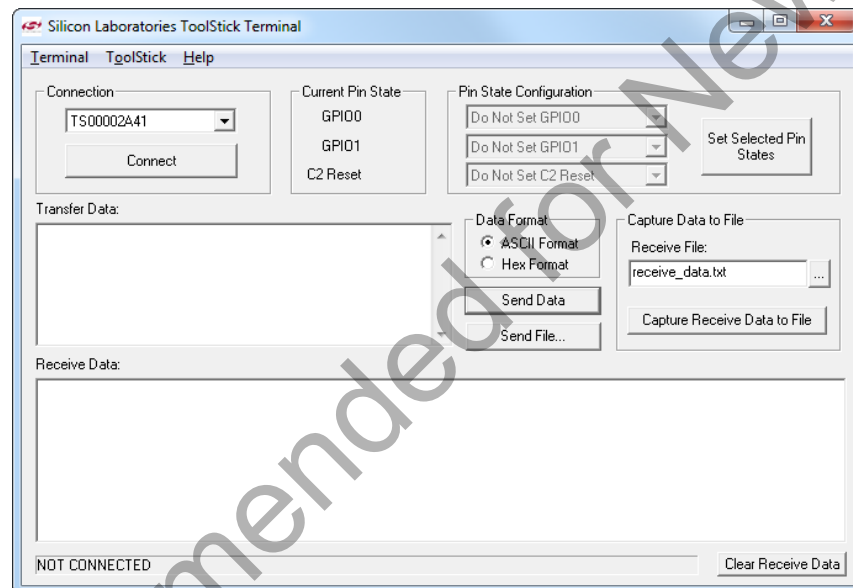 Silicon Laboratories ToolStick Terminal
Terminal ToolStick Help
Connection
TS00002A41
Connect
Current Pin State
GPIO0
GPIO1
C2 Reset
Pin State Configuration
Do Not Set GPIO0
Do Not Set GPIO1
Do Not Set C2 Reset
Set Selected Pin
States
Transfer Data:
Data Format
ASCII Format
Hex Format
Send Data
Send File...
Capture Data to File
Receive File:
receive_data.txt
...
Capture Receive Data to File
Receive Data:
NOT CONNECTED
Clear Receive Data
mmended for New